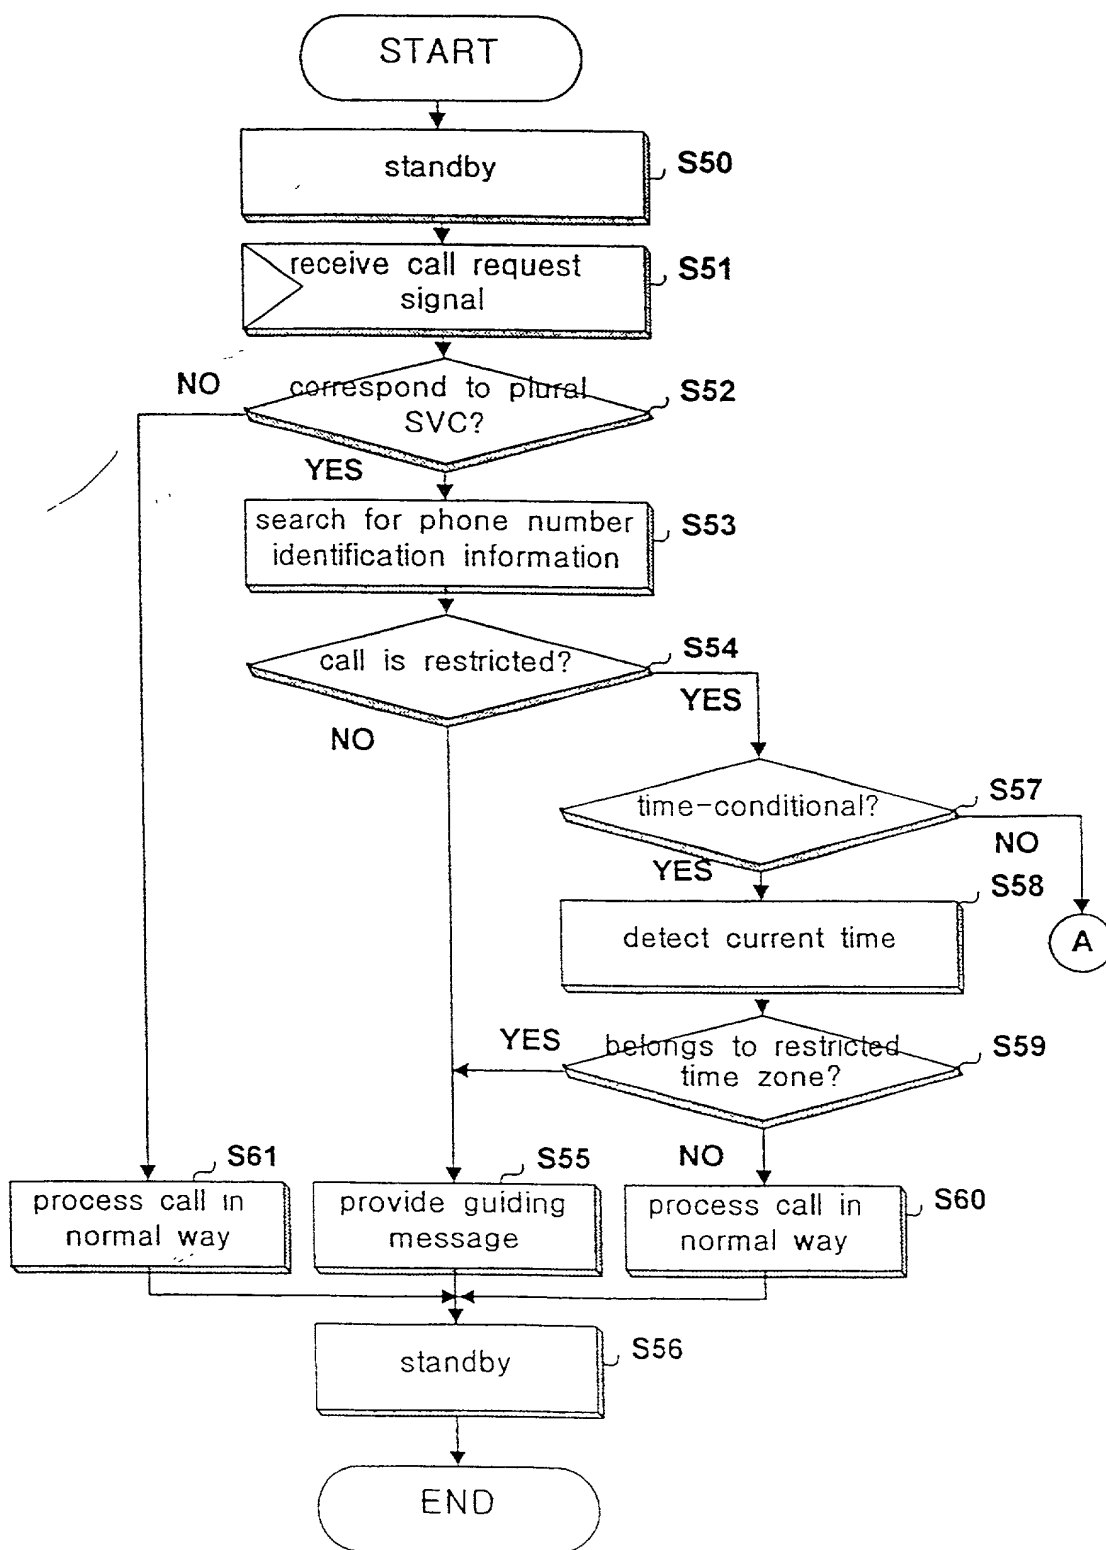 START
standby
S50
receive call request
signal
S51
NO
correspond to plural
SVC?
S52
YES
search for phone number
identification information
S53
call is restricted?
S54
YES
NO
time-conditional?
S57
NO
YES
S58
detect current time
A
YES
belongs to restricted
time zone?
S59
NO
S61
process call in
normal way
S55
provide guiding
message
process call in
normal way
S60
standby
S56
END